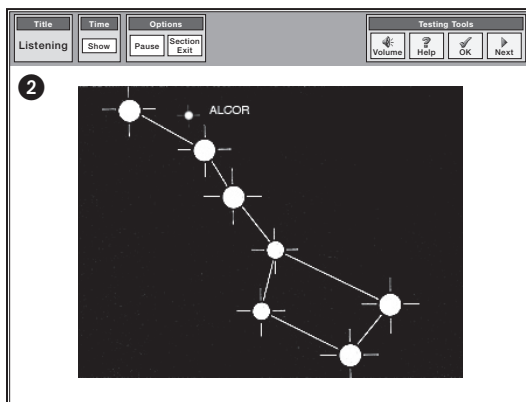 Title
Listening
Time
Show
Options
Pause
Section
Exit
Testing Tools
Volume
Help
OK
Next
2
ALCOR